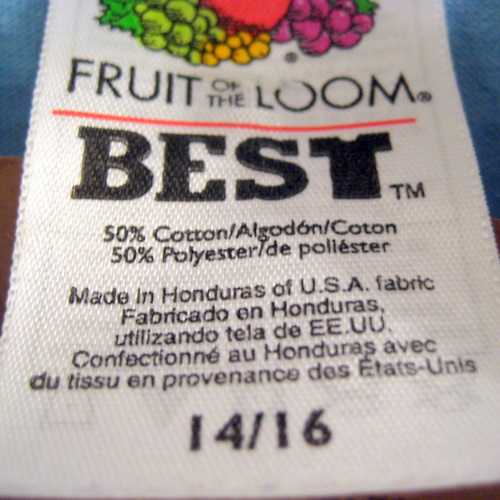 FRUIT OF THE LOOM®
BEST™
50% Cotton/Algodón/Coton
50% Polyester/de poliéster
Made in Honduras of U.S.A. fabric
Fabricado en Honduras,
utilizando tela de EE.UU.
Confectionné au Honduras avec
du tissu en provenance des États-Unis
14/16